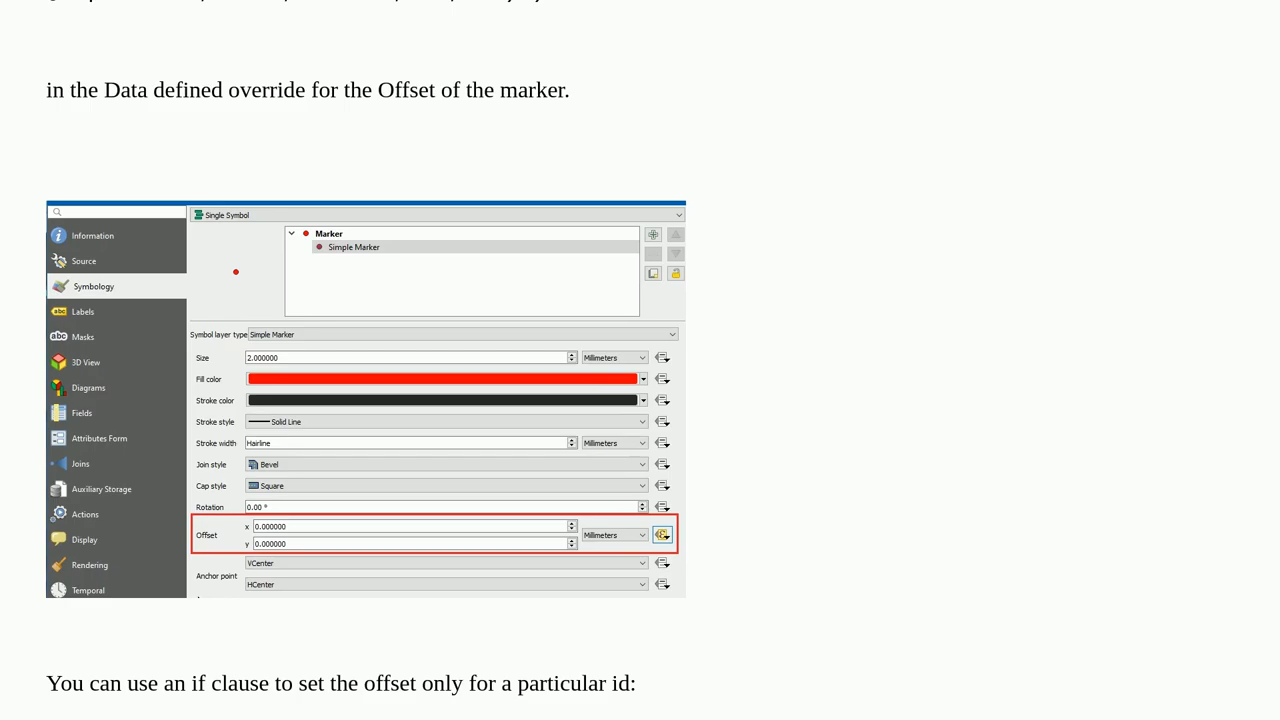 in the Data defined override for the Offset of the marker.
Single Symbol
Information
Source
Symbology
Labels
Masks
3D View
Diagrams
Fields
Attributes Form
Joins
Auxiliary Storage
Actions
Display
Rendering
Temporal
Marker
Simple Marker
Symbol layer type Simple Marker
Size 2.000000 Millimeters
Fill color
Stroke color
Stroke style Solid Line
Stroke width Hairline Millimeters
Join style Bevel
Cap style Square
Rotation 0.00 °
Offset x 0.000000 Millimeters
y 0.000000
Anchor point VCenter
HCenter
You can use an if clause to set the offset only for a particular id: